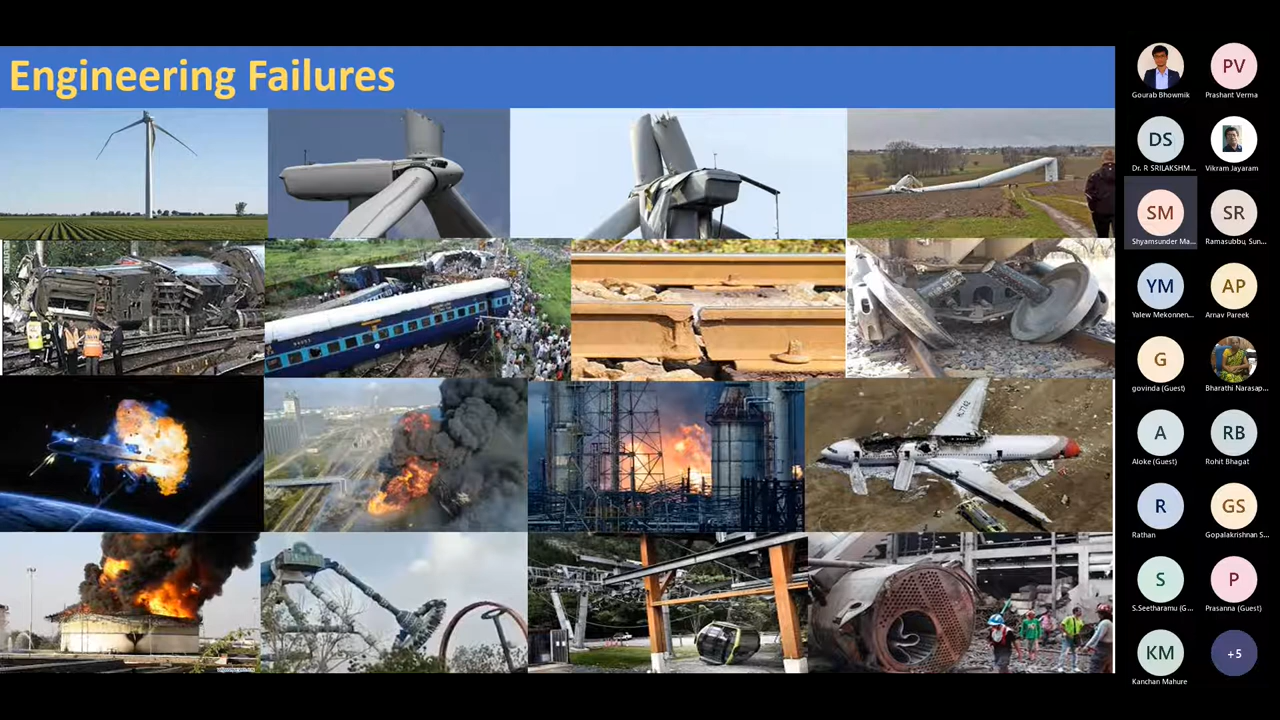 Engineering Failures
HL7742
Gourab Bhowmik
PV
Prashant Verma
DS
Dr. R SRILAKSHM...
Vikram Jayaram
SM
Shyamsunder Ma...
SR
Ramasubbu, Sun...
YM
Yalew Mekonnen...
AP
Arnav Pareek
G
govinda (Guest)
Bharathi Narasap...
A
Aloke (Guest)
RB
Rohit Bhagat
R
Rathan
GS
Gopalakrishnan S...
S
S.Seetharamu (G...
P
Prasanna (Guest)
KM
Kanchan Mahure
+5